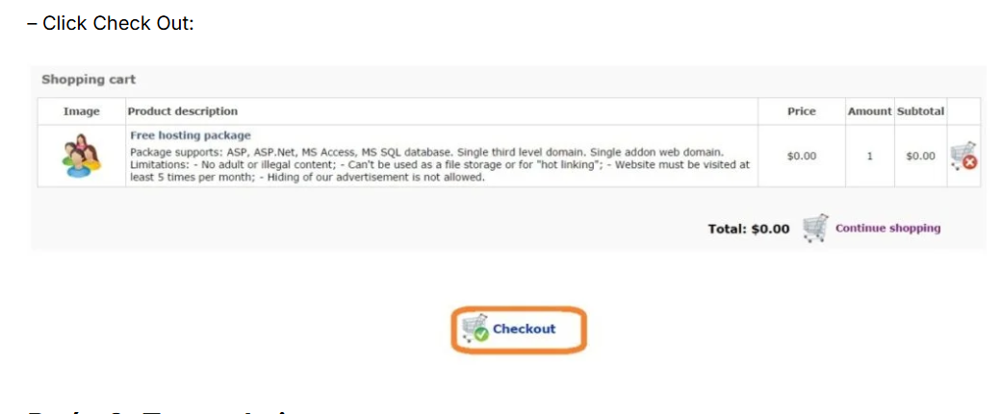 – Click Check Out:
Shopping cart
Image Product description Price Amount Subtotal
Free hosting package
Package supports: ASP, ASP.Net, MS Access, MS SQL database. Single third level domain. Single addon web domain.
Limitations: - No adult or illegal content; - Can't be used as a file storage or for "hot linking"; - Website must be visited at
least 5 times per month; - Hiding of our advertisement is not allowed.
$0.00 1 $0.00
Total: $0.00 Continue shopping
Checkout